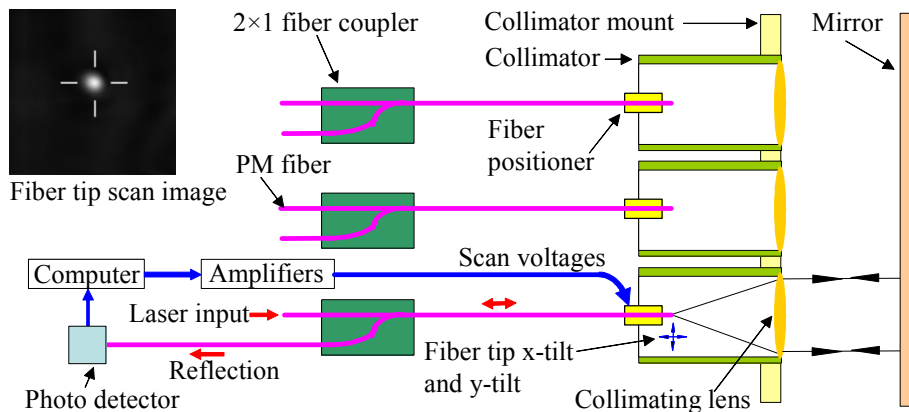 2×1 fiber coupler
Collimator mount
Collimator
Mirror
Fiber
positioner
Fiber tip scan image
PM fiber
Computer
Amplifiers
Scan voltages
Laser input
Reflection
Photo detector
Fiber tip x-tilt
and y-tilt
Collimating lens